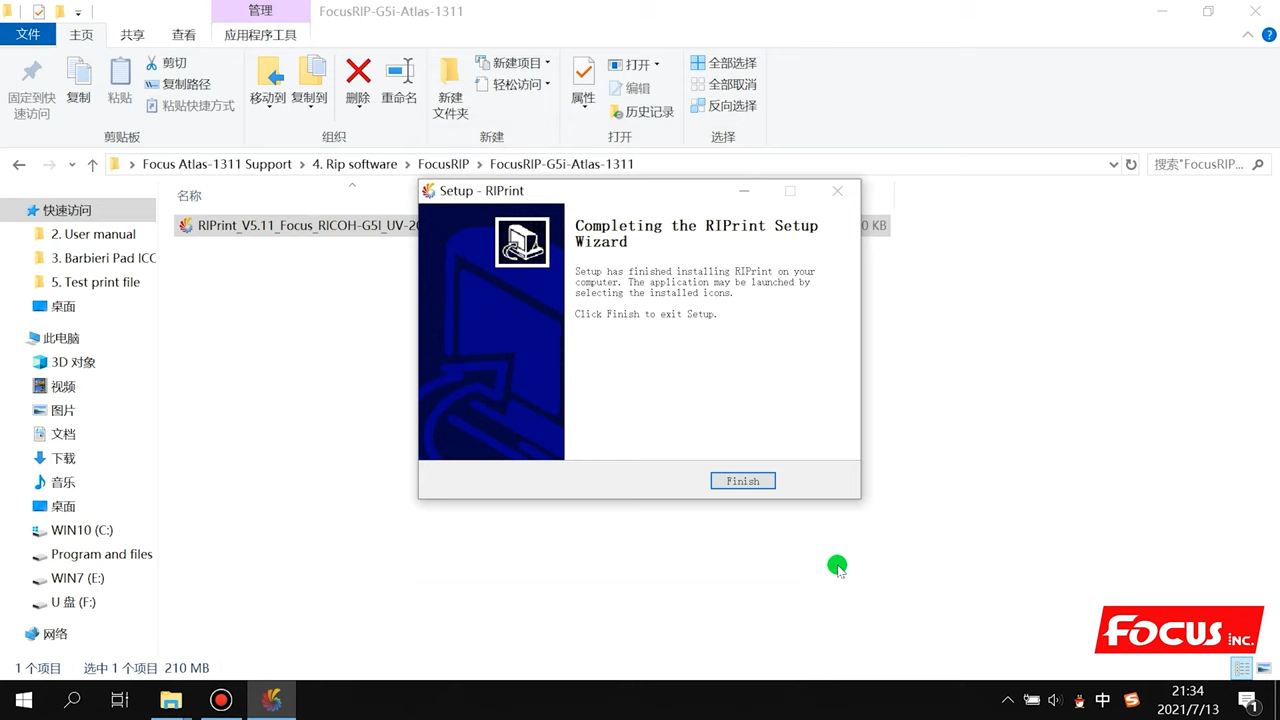 管理
FocusRIP-G5i-Atlas-1311
文件
主页
共享
查看
应用程序工具
固定到快
速访问
复制
粘贴
剪切
复制路径
粘贴快捷方式
剪贴板
移动到
复制到
删除
重命名
组织
新建
文件夹
新建项目
轻松访问
新建
属性
打开
编辑
历史记录
打开
全部选择
全部取消
反向选择
选择
Focus Atlas-1311 Support
4. Rip software
FocusRIP
FocusRIP-G5i-Atlas-1311
搜索"FocusRIP...
名称
快速访问
2. User manual
3. Barbieri Pad ICC
5. Test print file
桌面
此电脑
3D 对象
视频
图片
文档
下载
音乐
桌面
WIN10 (C:)
Program and files
WIN7 (E:)
U 盘 (F:)
网络
RIPrint_V5.11_Focus_RICOH-G5I_UV-20
KB
Setup - RIPrint
Completing the RIPrint Setup
Wizard
Setup has finished installing RIPrint on your
computer. The application may be launched by
selecting the installed icons.
Click Finish to exit Setup.
Finish
FOCUS INC.
1 个项目
选中 1 个项目 210 MB
中
21:34
2021/7/13
1